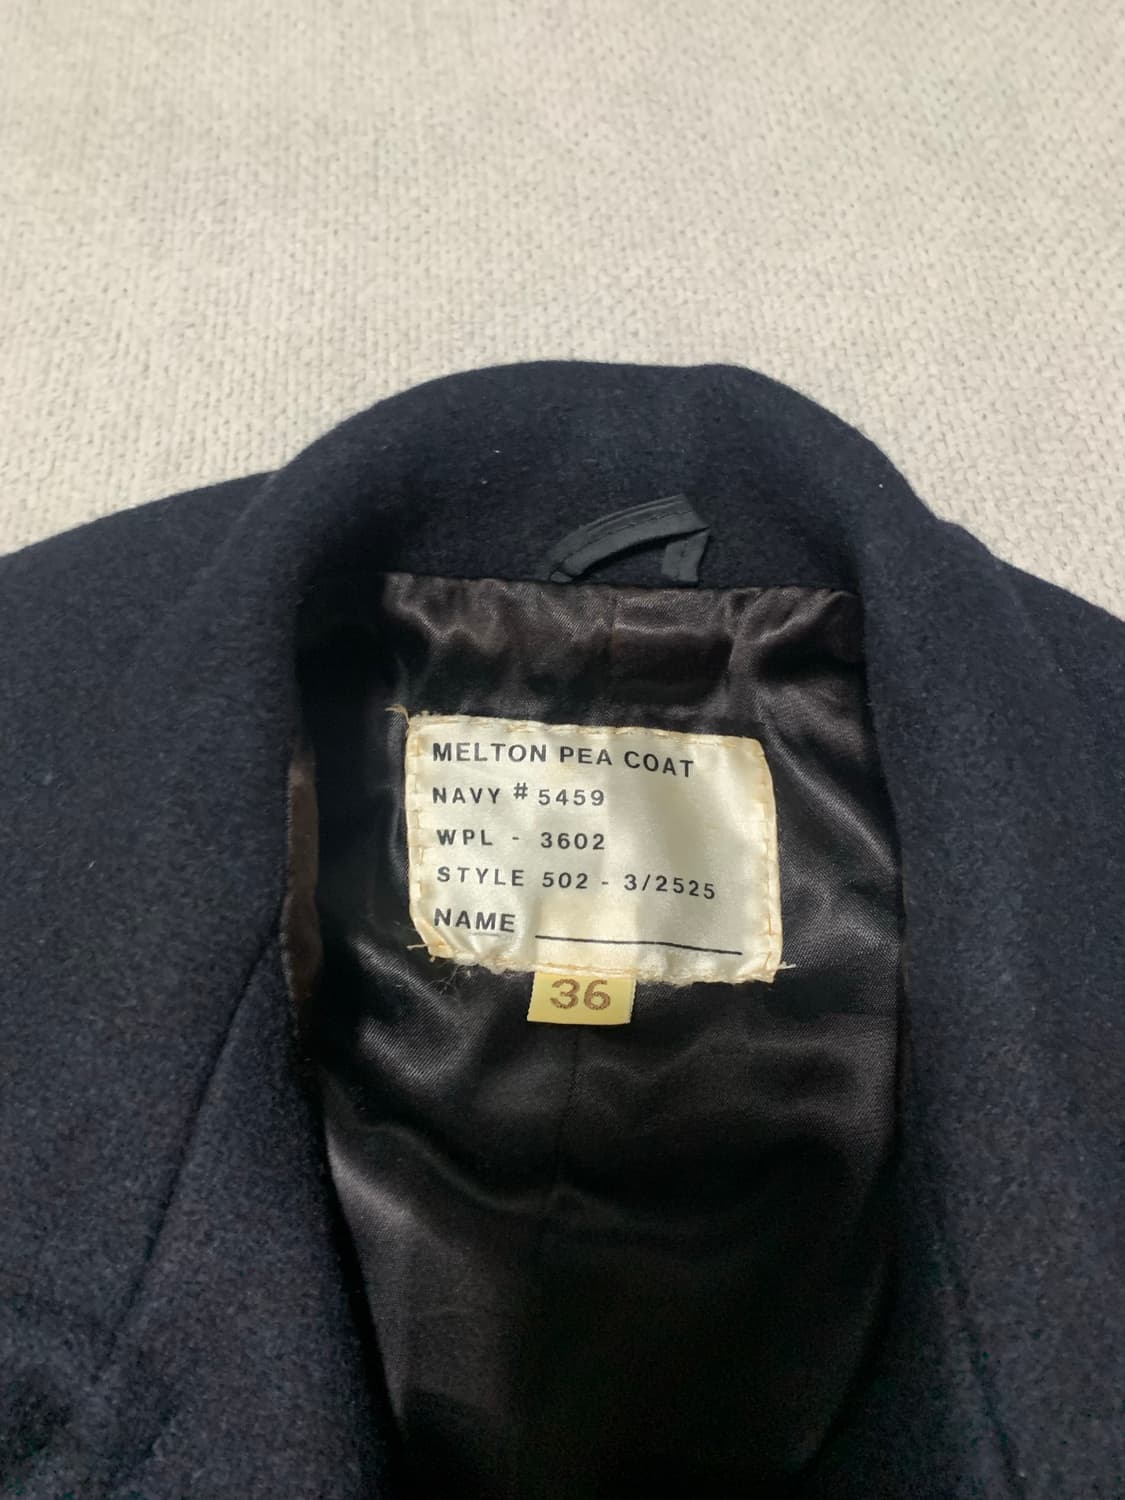 MELTON PEA COAT
NAVY # 5459
WPL - 3602
STYLE 502 - 3/2525
NAME
36